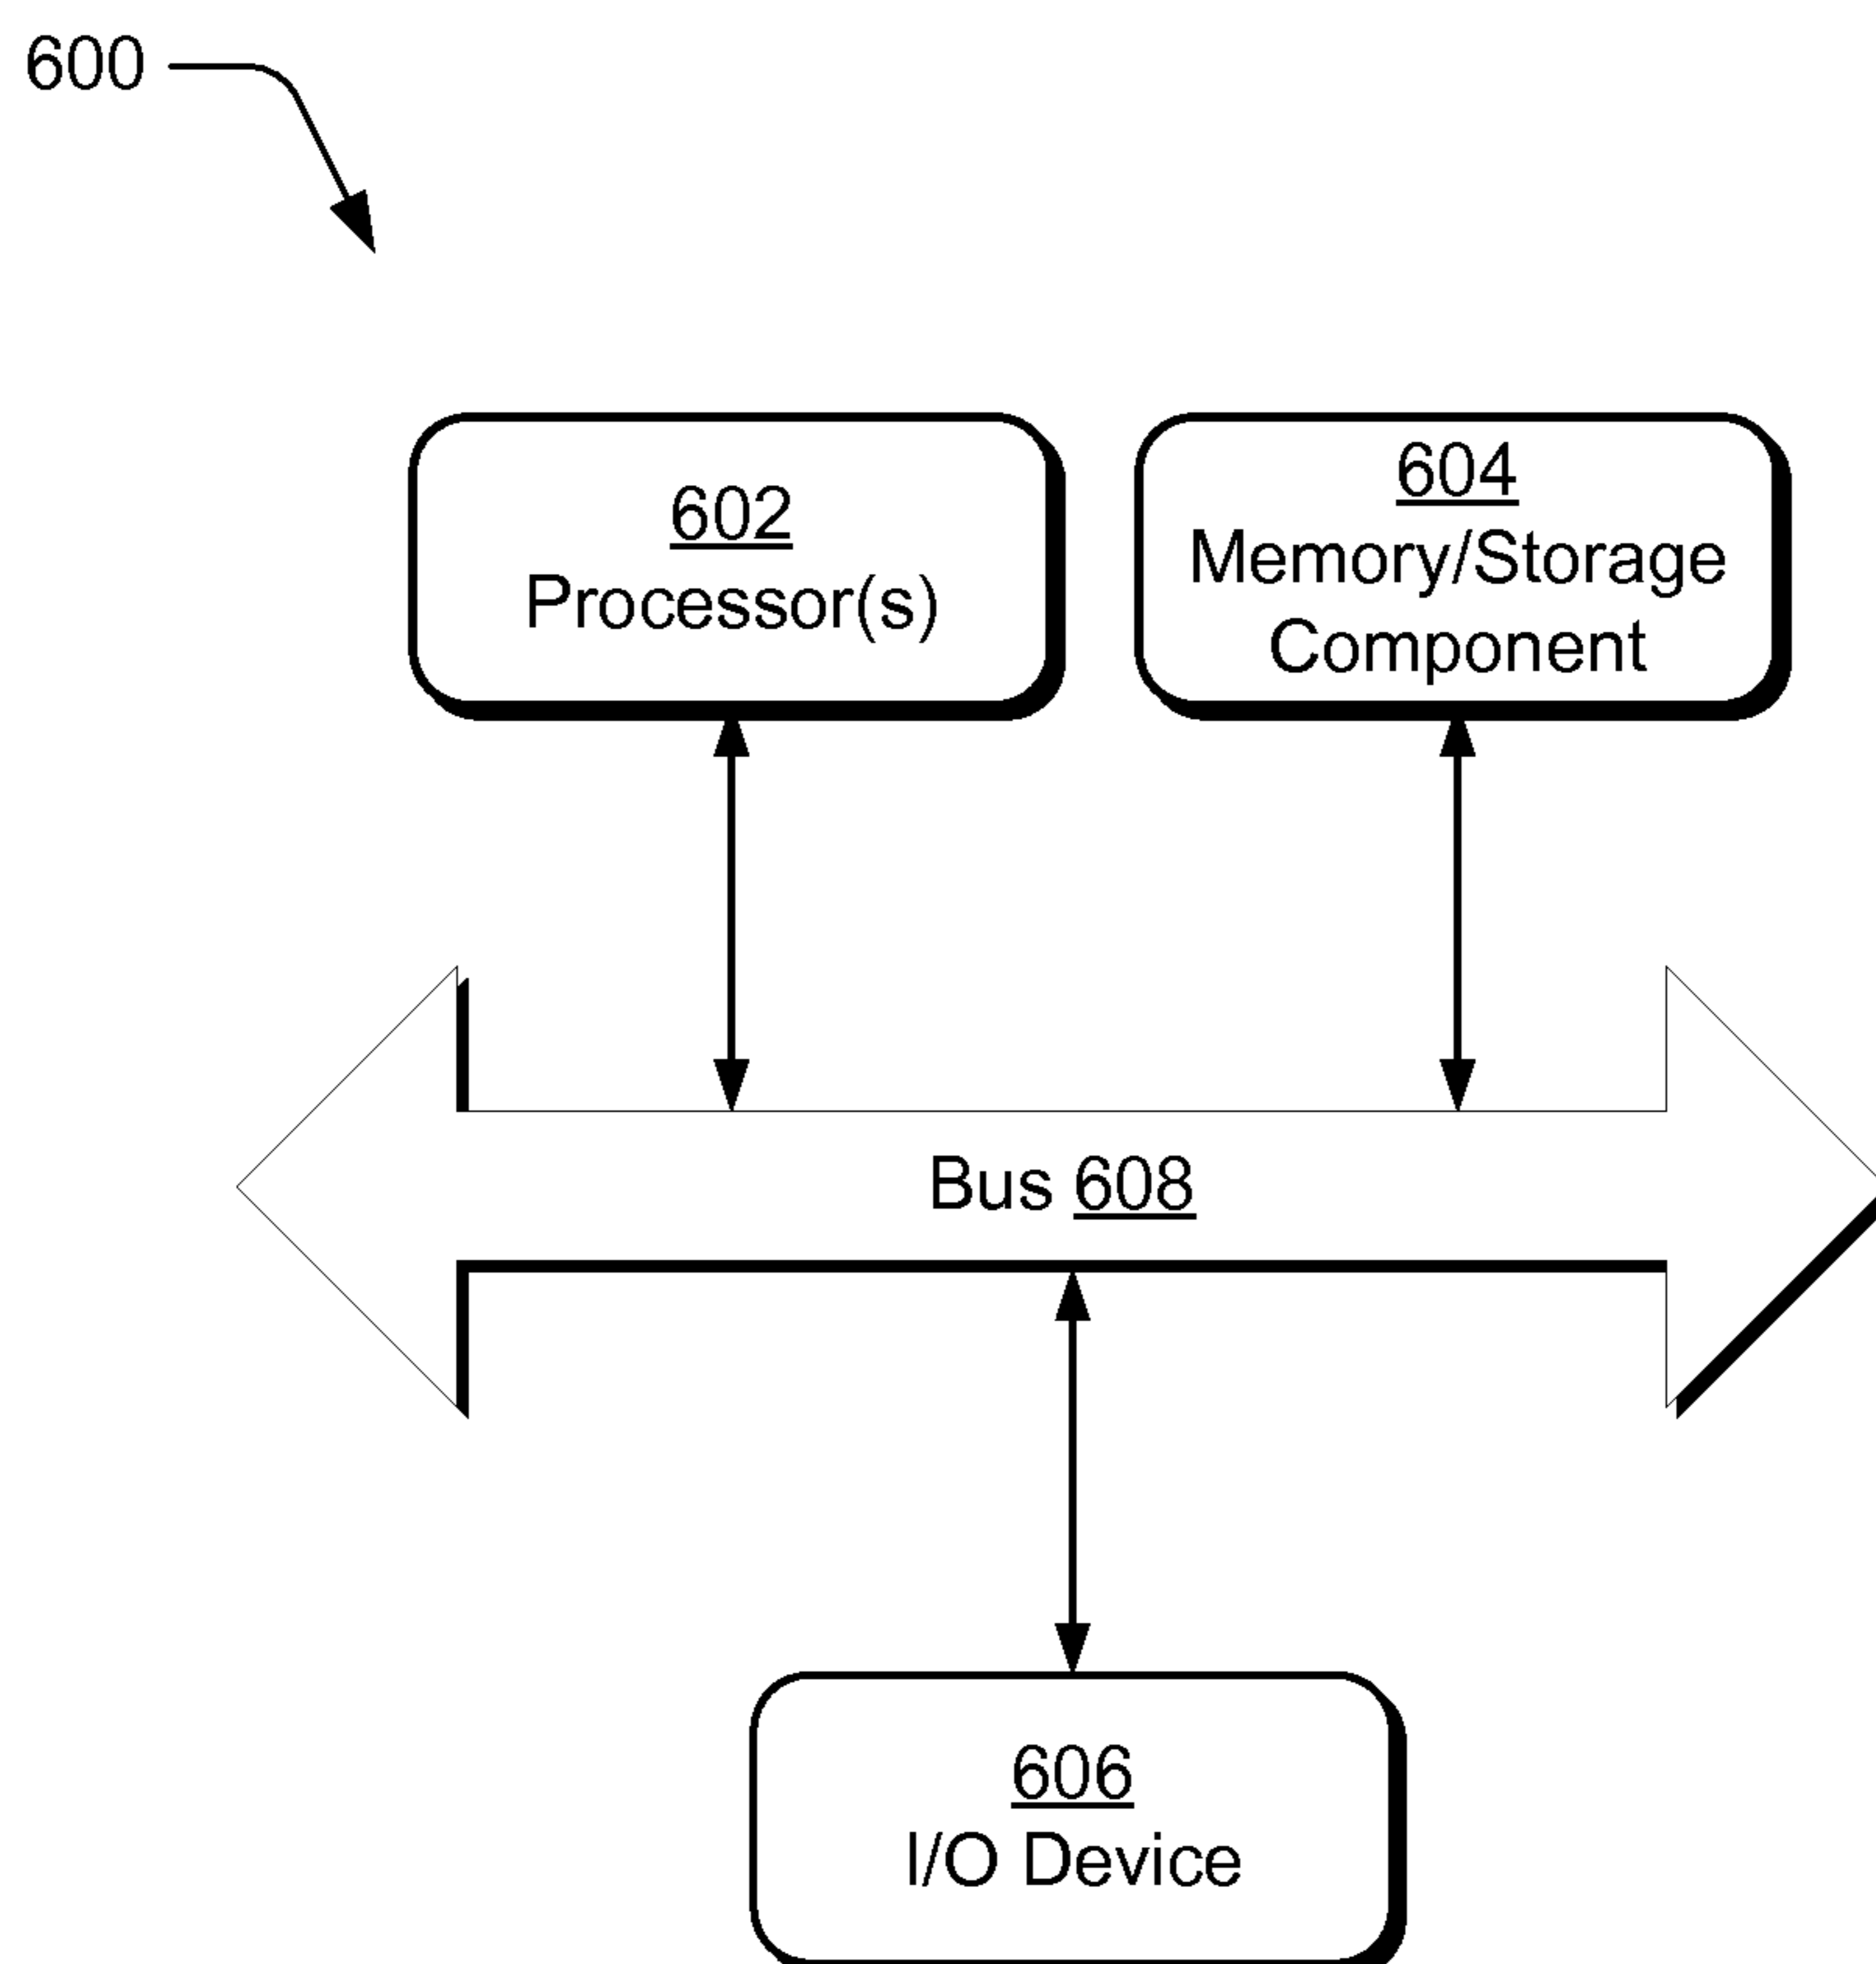 600
602
Processor(s)
604
Memory/Storage
Component
Bus 608
606
I/O Device